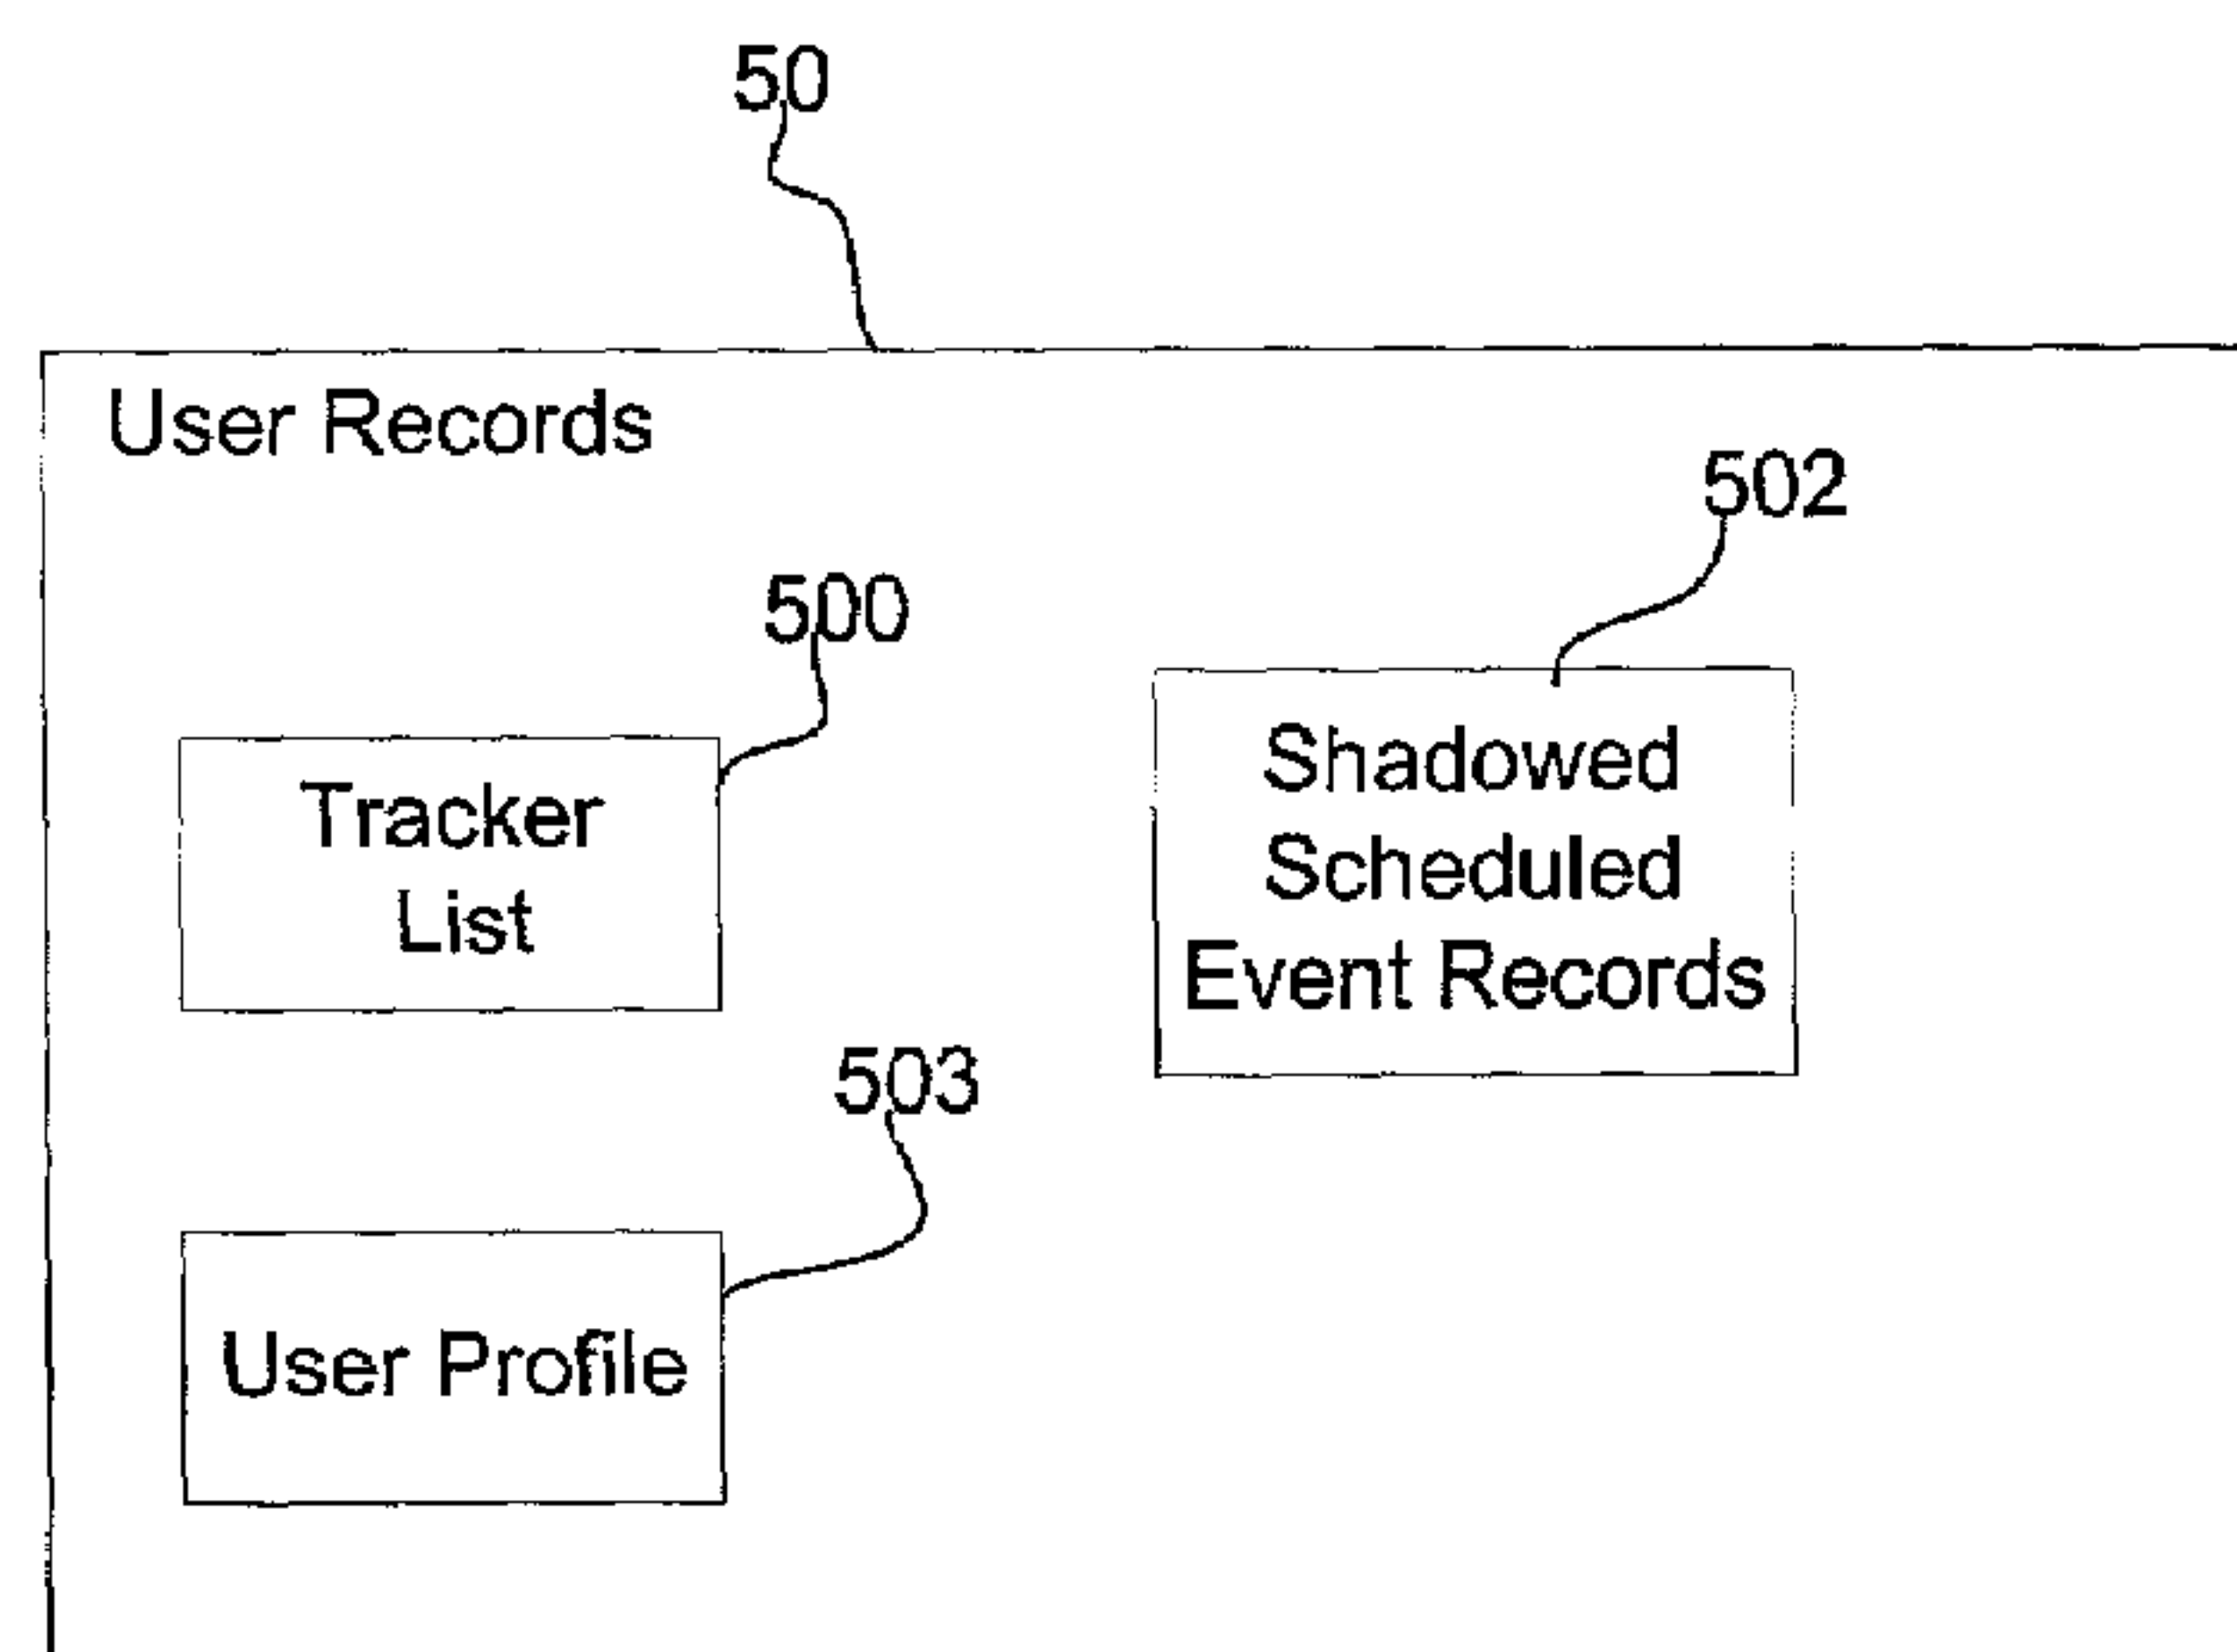 50
User Records
502
500
Shadowed
Scheduled
Event Records
Tracker
List
503
User Profile